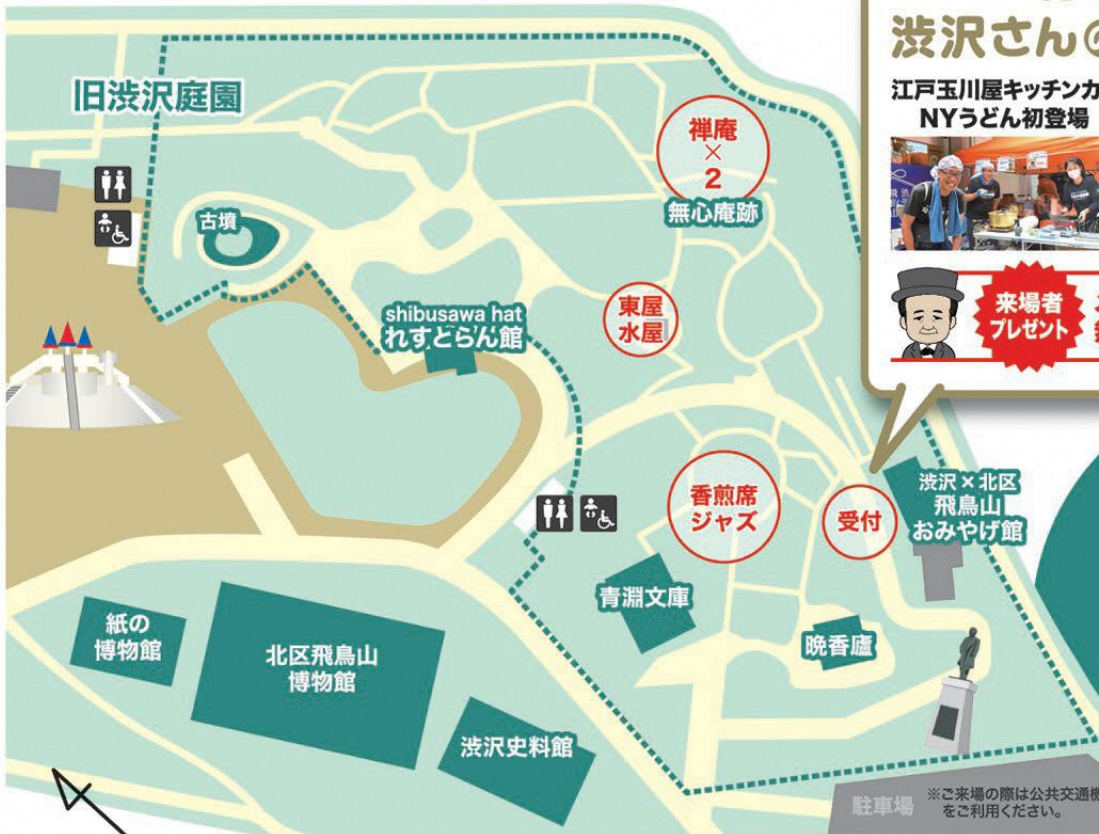 渋沢さん
江戸玉川屋キッチンカ
NYうどん初登場
来場者
プレゼント
旧渋沢庭園
禅庵
×
2
無心庵跡
古墳
東屋
水屋
shibusawa hat
れすとらん館
香煎席
ジャズ
受付
渋沢×北区
飛鳥山
おみやげ館
青淵文庫
晩香廬
紙の
博物館
北区飛鳥山
博物館
渋沢史料館
駐車場
※ご来場の際は公共交通機
をご利用ください。